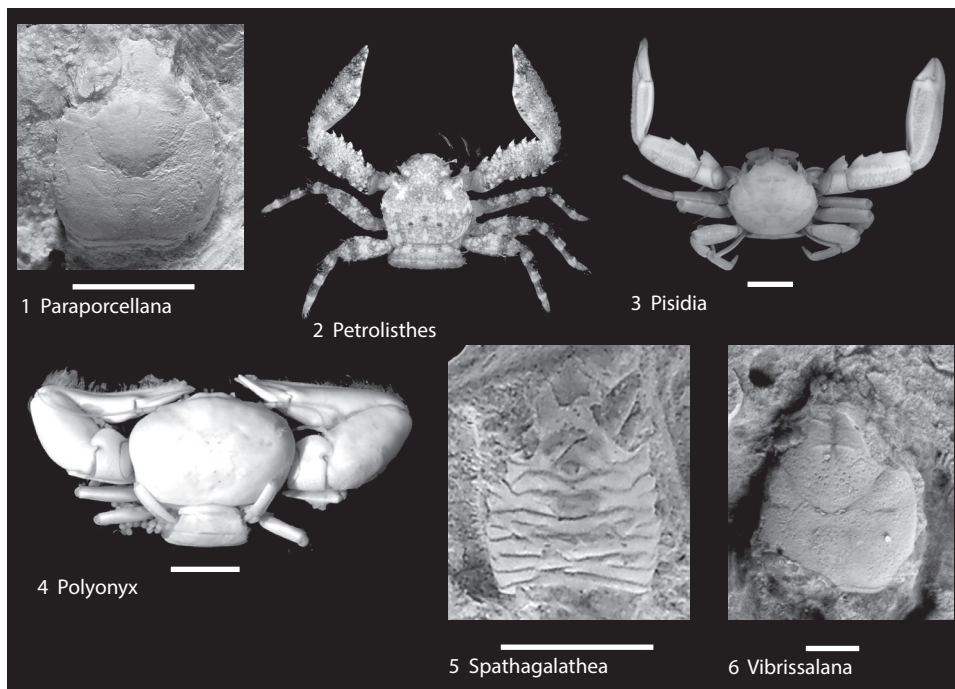 1 Paraporcellana
2 Petrolisthes
3 Pisidia
4 Polyonyx
5 Spathagalathea
6 Vibrissalana